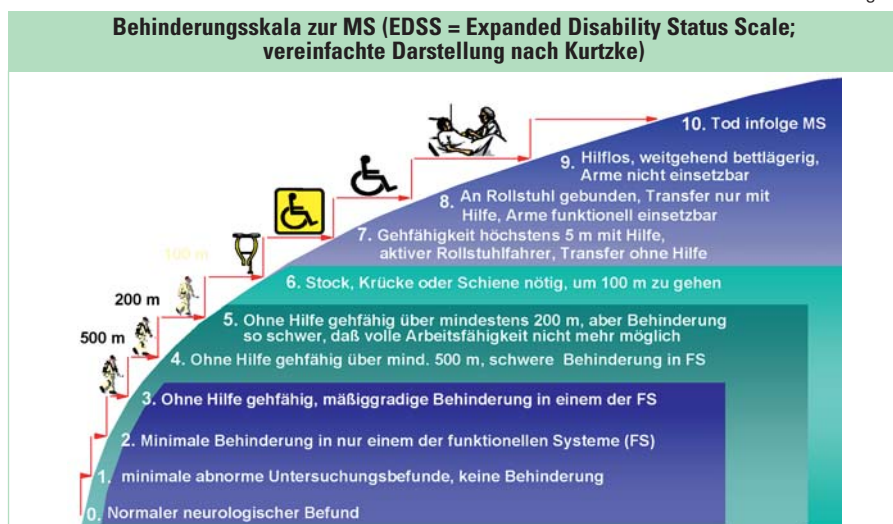 Behinderungsskala zur MS (EDSS = Expanded Disability Status Scale;
vereinfachte Darstellung nach Kurtzke)
10. Tod infolge MS
9. Hilflos, weitgehend bettlägerig,
Arme nicht einsetzbar
8. An Rollstuhl gebunden, Transfer nur mit
Hilfe, Arme funktionell einsetzbar
7. Gehfähigkeit höchstens 5 m mit Hilfe,
aktiver Rollstuhlfahrer, Transfer ohne Hilfe
100 m
6. Stock, Krücke oder Schiene nötig, um 100 m zu gehen
200 m
5. Ohne Hilfe gehfähig über mindestens 200 m, aber Behinderung
so schwer, daß volle Arbeitsfähigkeit nicht mehr möglich
500 m
4. Ohne Hilfe gehfähig über mind. 500 m, schwere Behinderung in FS
3. Ohne Hilfe gehfähig, mäßiggradige Behinderung in einem der FS
2. Minimale Behinderung in nur einem der funktionellen Systeme (FS)
1. minimale abnorme Untersuchungsbefunde, keine Behinderung
0. Normaler neurologischer Befund